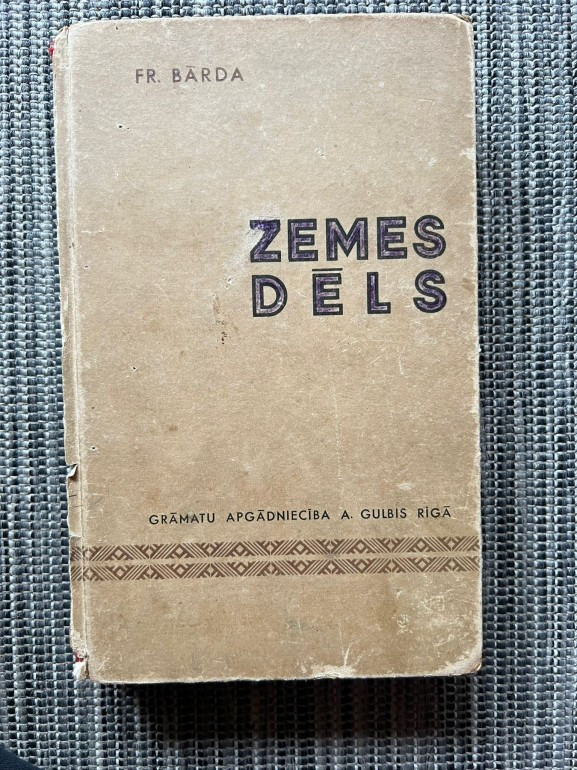 FR. BĀRDA
ZEMES
DĒLS
GRĀMATU APGĀDNIECĪBA A. GULBIS RĪGĀ